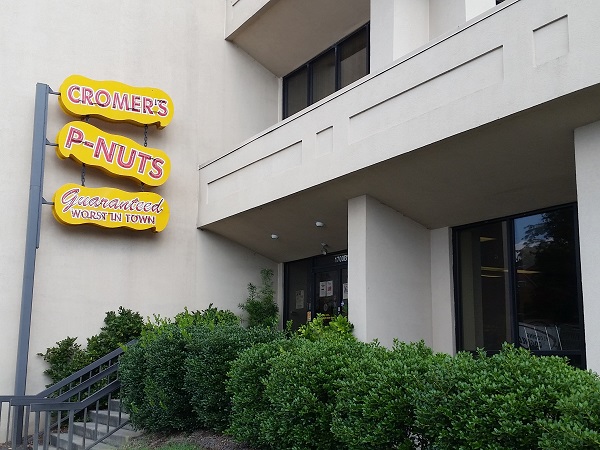 CROMER'S
P-NUTS
Guaranteed
WORST IN TOWN